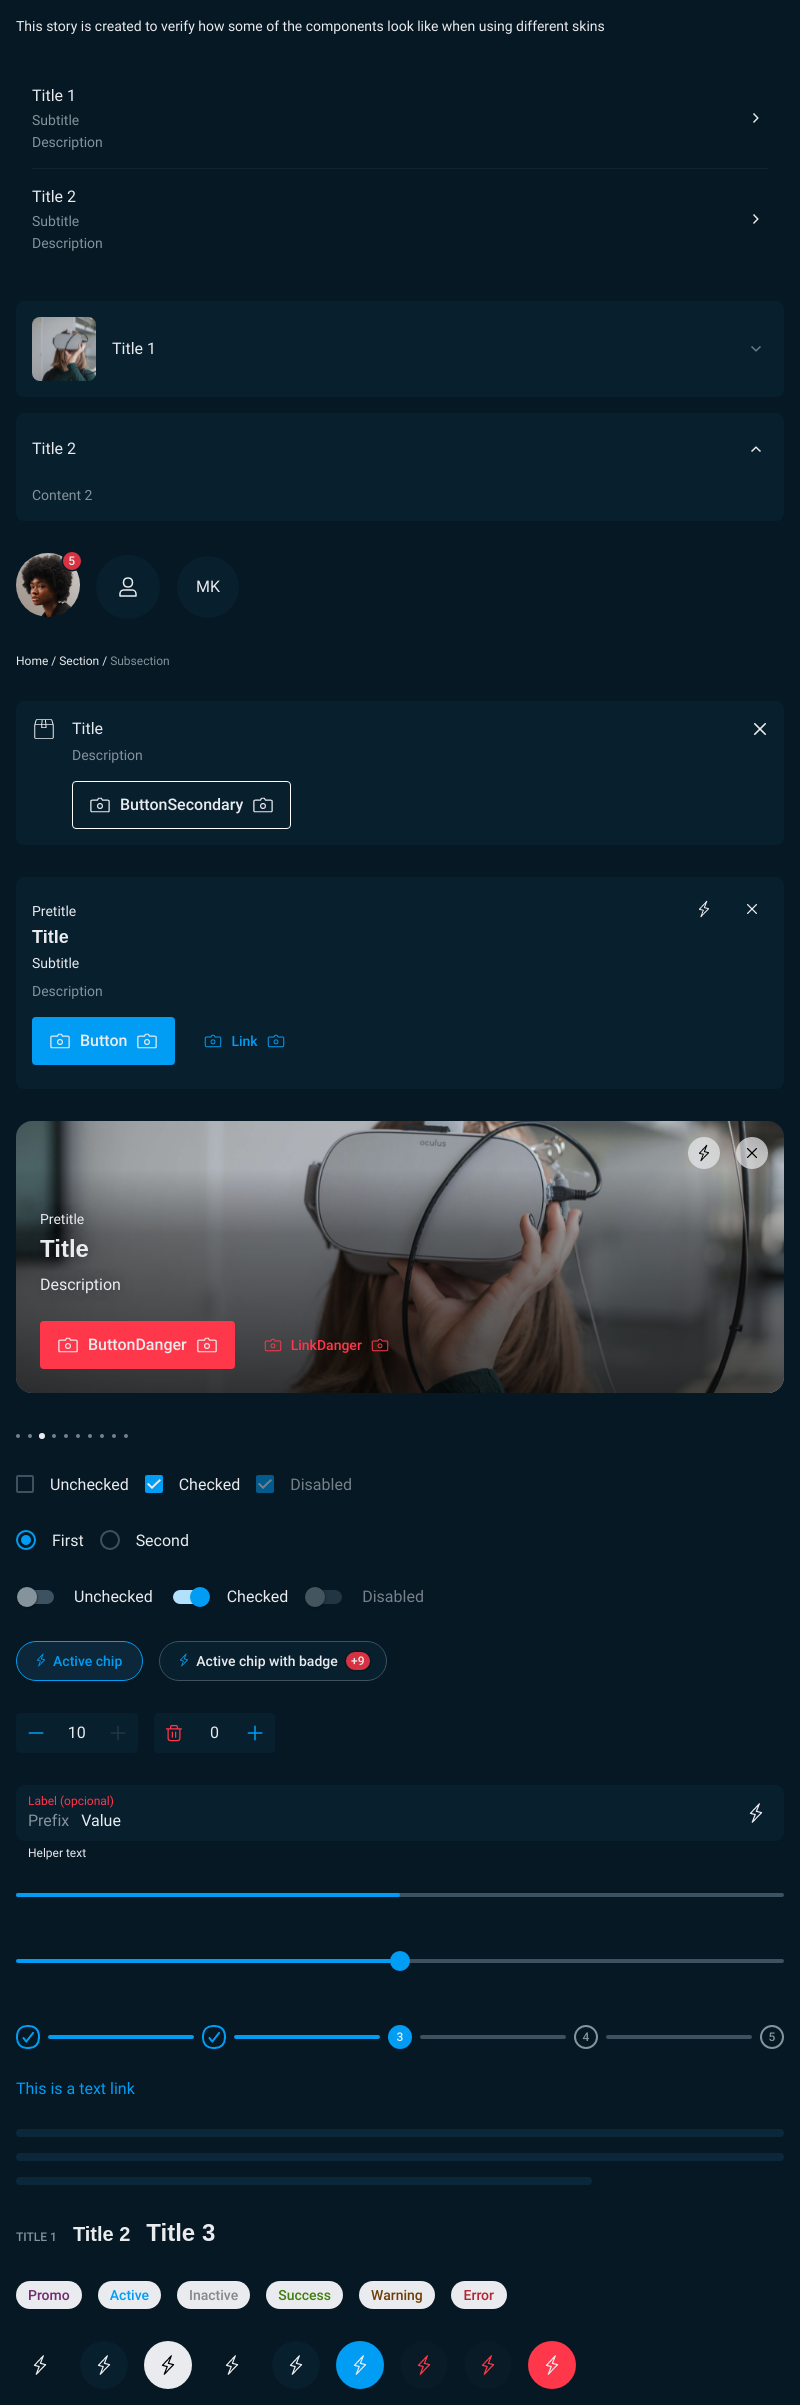 This story is created to verify how some of the components look like when using different skins
Title 1
Subtitle
Description
Title 2
Subtitle
Description
Title 1
Title 2
Content 2
5
MK
Home / Section / Subsection
Title
Description
ButtonSecondary
Pretitle
Title
Subtitle
Description
Button Link
oculus
Pretitle
Title
Description
ButtonDanger LinkDanger
Unchecked Checked Disabled
First Second
Unchecked Checked Disabled
Active chip Active chip with badge +9
10 0
Label (opcional)
Prefix Value
Helper text
3 4 5
This is a text link
TITLE 1 Title 2 Title 3
Promo Active Inactive Success Warning Error